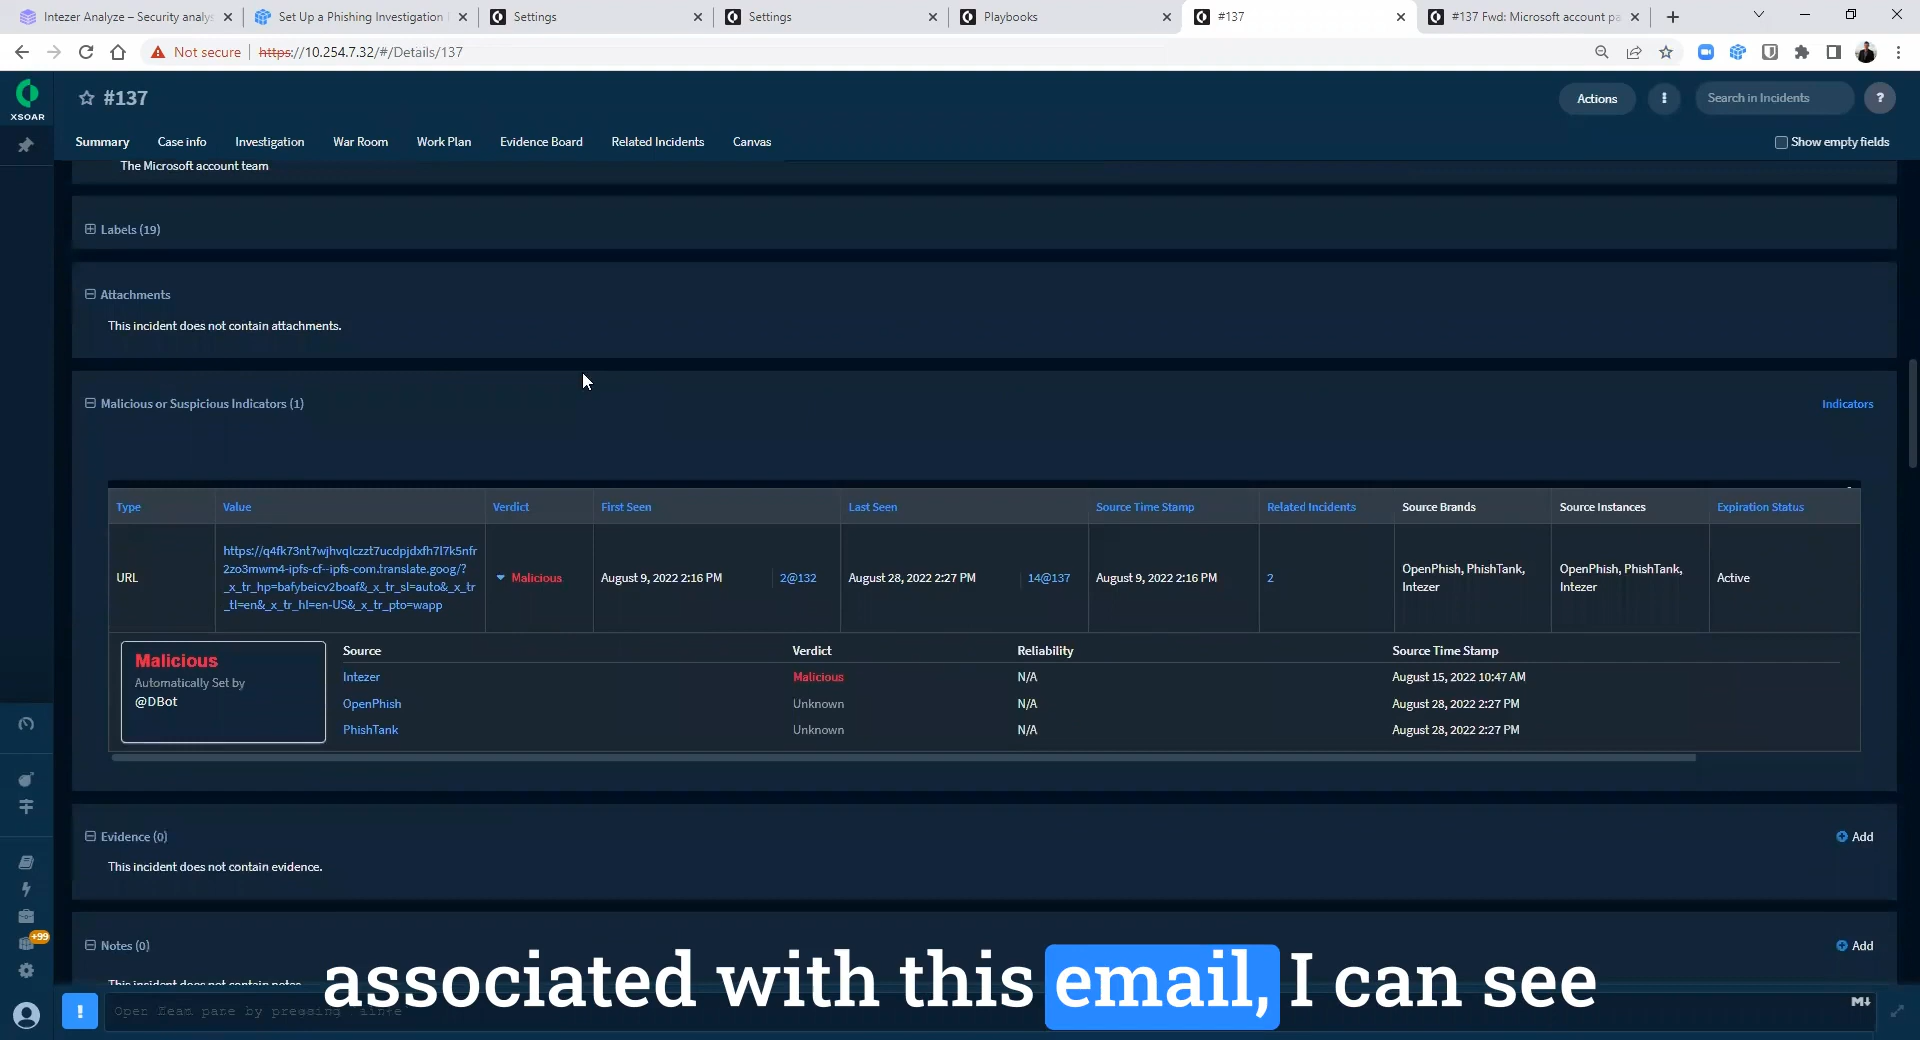 Intezer Analyze – Security analys
Set Up a Phishing Investigation
Settings
Settings
Playbooks
#137
#137 Fwd: Microsoft account pa
Not secure
https://10.254.7.32/#/Details/137
XSOAR
#137
Actions
Search in Incidents
?
Summary
Case info
Investigation
War Room
Work Plan
Evidence Board
Related Incidents
Canvas
Show empty fields
The Microsoft account team
Labels (19)
Attachments
This incident does not contain attachments.
Malicious or Suspicious Indicators (1)
Indicators
Type Value Verdict First Seen Last Seen Source Time Stamp Related Incidents Source Brands Source Instances Expiration Status
https://q4fk73nt7wjhvqlczzt7ucdpjdxfh7l7k5nfr
2zo3mwm4-ipfs-cf--ipfs-com.translate.goog/?
_x_tr_hp=bafybeicv2boaf&_x_tr_sl=auto&_x_tr
_tl=en&_x_tr_hl=en-US&_x_tr_pto=wapp
URL
Malicious
August 9, 2022 2:16 PM
2@132
August 28, 2022 2:27 PM
14@137
August 9, 2022 2:16 PM
2
OpenPhish, PhishTank,
Intezer
OpenPhish, PhishTank,
Intezer
Active
Malicious
Automatically Set by
@DBot
Source Verdict Reliability Source Time Stamp
Intezer Malicious N/A August 15, 2022 10:47 AM
OpenPhish Unknown N/A August 28, 2022 2:27 PM
PhishTank Unknown N/A August 28, 2022 2:27 PM
Evidence (0)
Add
This incident does not contain evidence.
Notes (0)
Add
This incident does not contain notes
+99
associated with this email, I can see
!
M↓